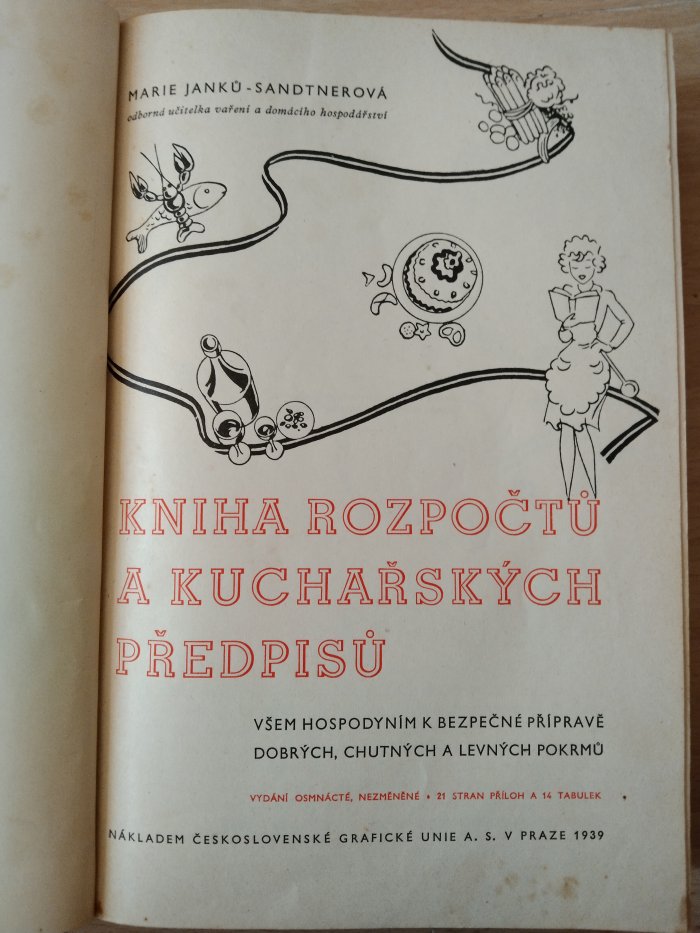 MARIE JANKŮ-SANDTNEROVÁ
odborná učitelka vaření a domácího hospodářství
KNIHA ROZPOČTŮ
A KUCHAŘSKÝCH
PŘEDPISŮ
VŠEM HOSPODYNÍM K BEZPEČNÉ PŘÍPRAVĚ
DOBRÝCH, CHUTNÝCH A LEVNÝCH POKRMŮ
VYDÁNÍ OSMNÁCTÉ, NEZMĚNĚNÉ • 21 STRAN PŘÍLOH A 14 TABULEK
NÁKLADEM ČESKOSLOVENSKÉ GRAFICKÉ UNIE A. S. V PRAZE 1939